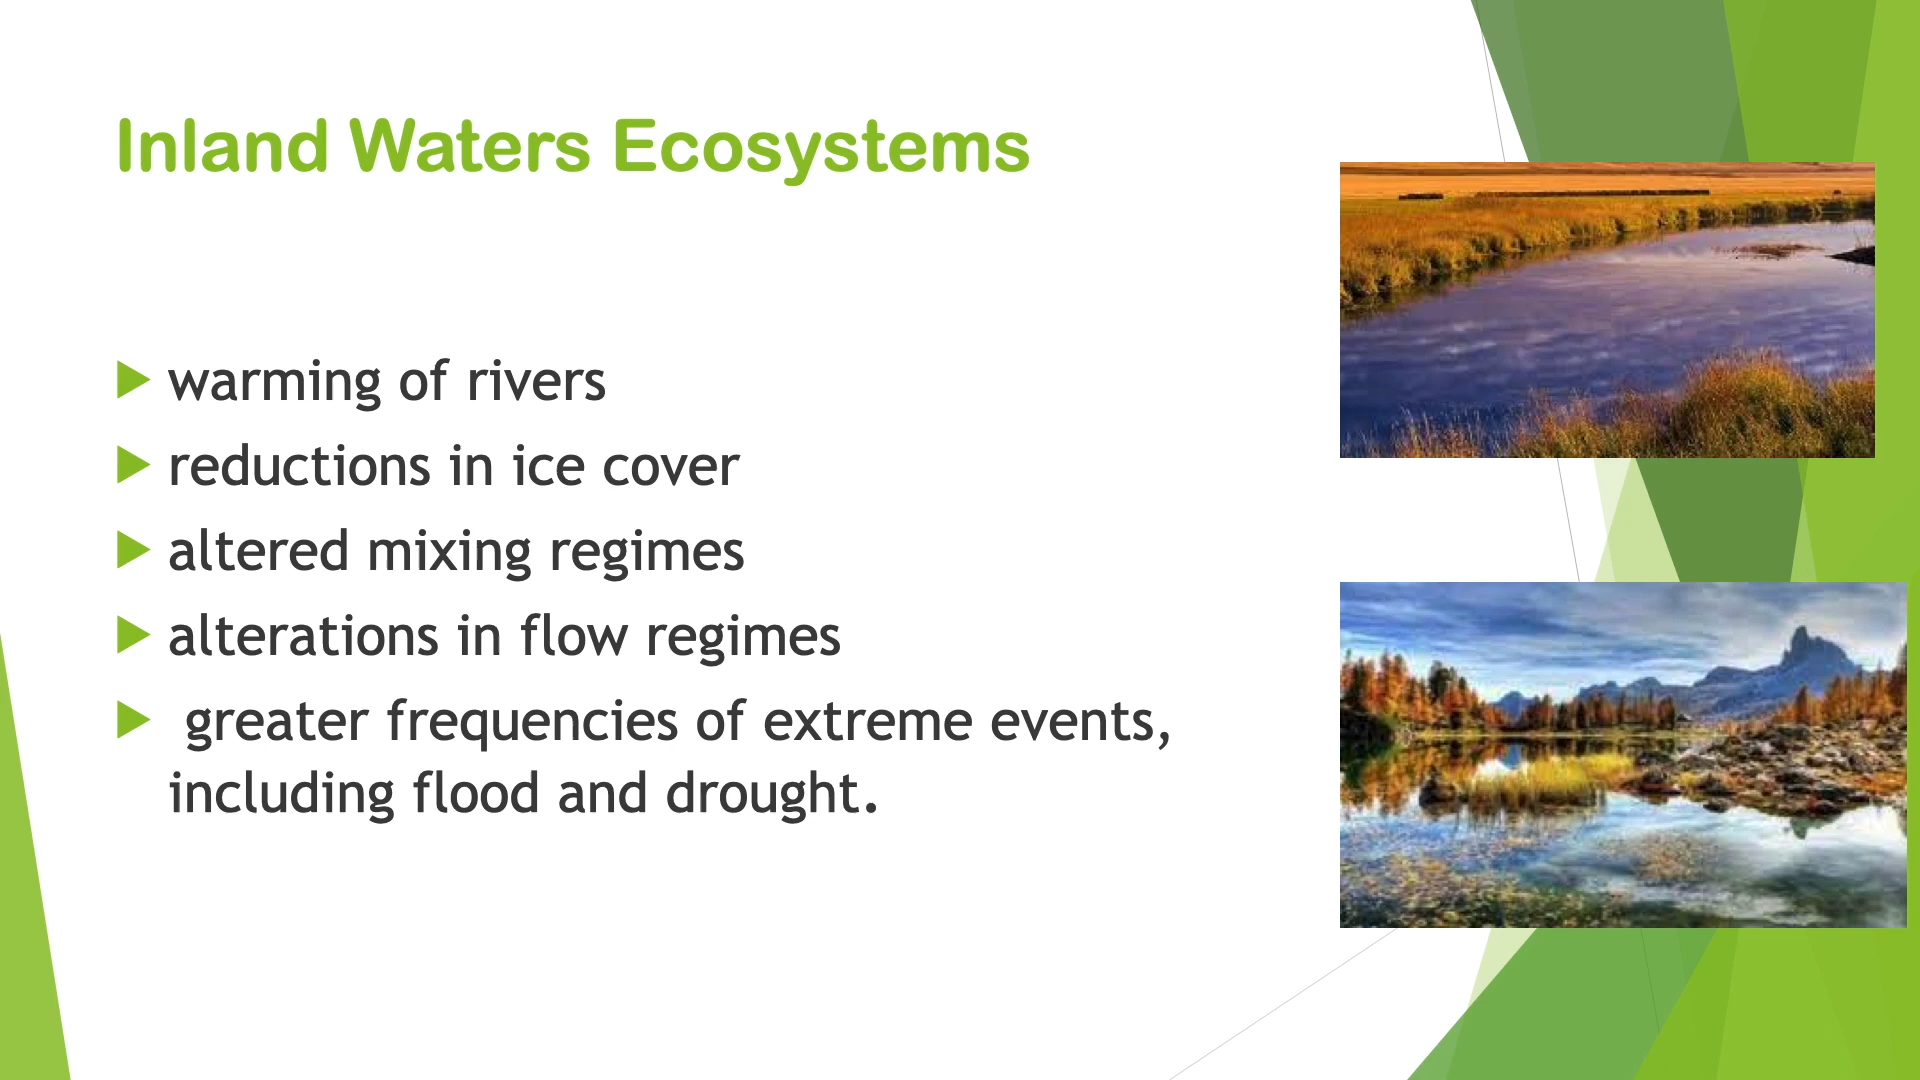 Inland Waters Ecosystems
warming of rivers
reductions in ice cover
altered mixing regimes
alterations in flow regimes
greater frequencies of extreme events,
including flood and drought.